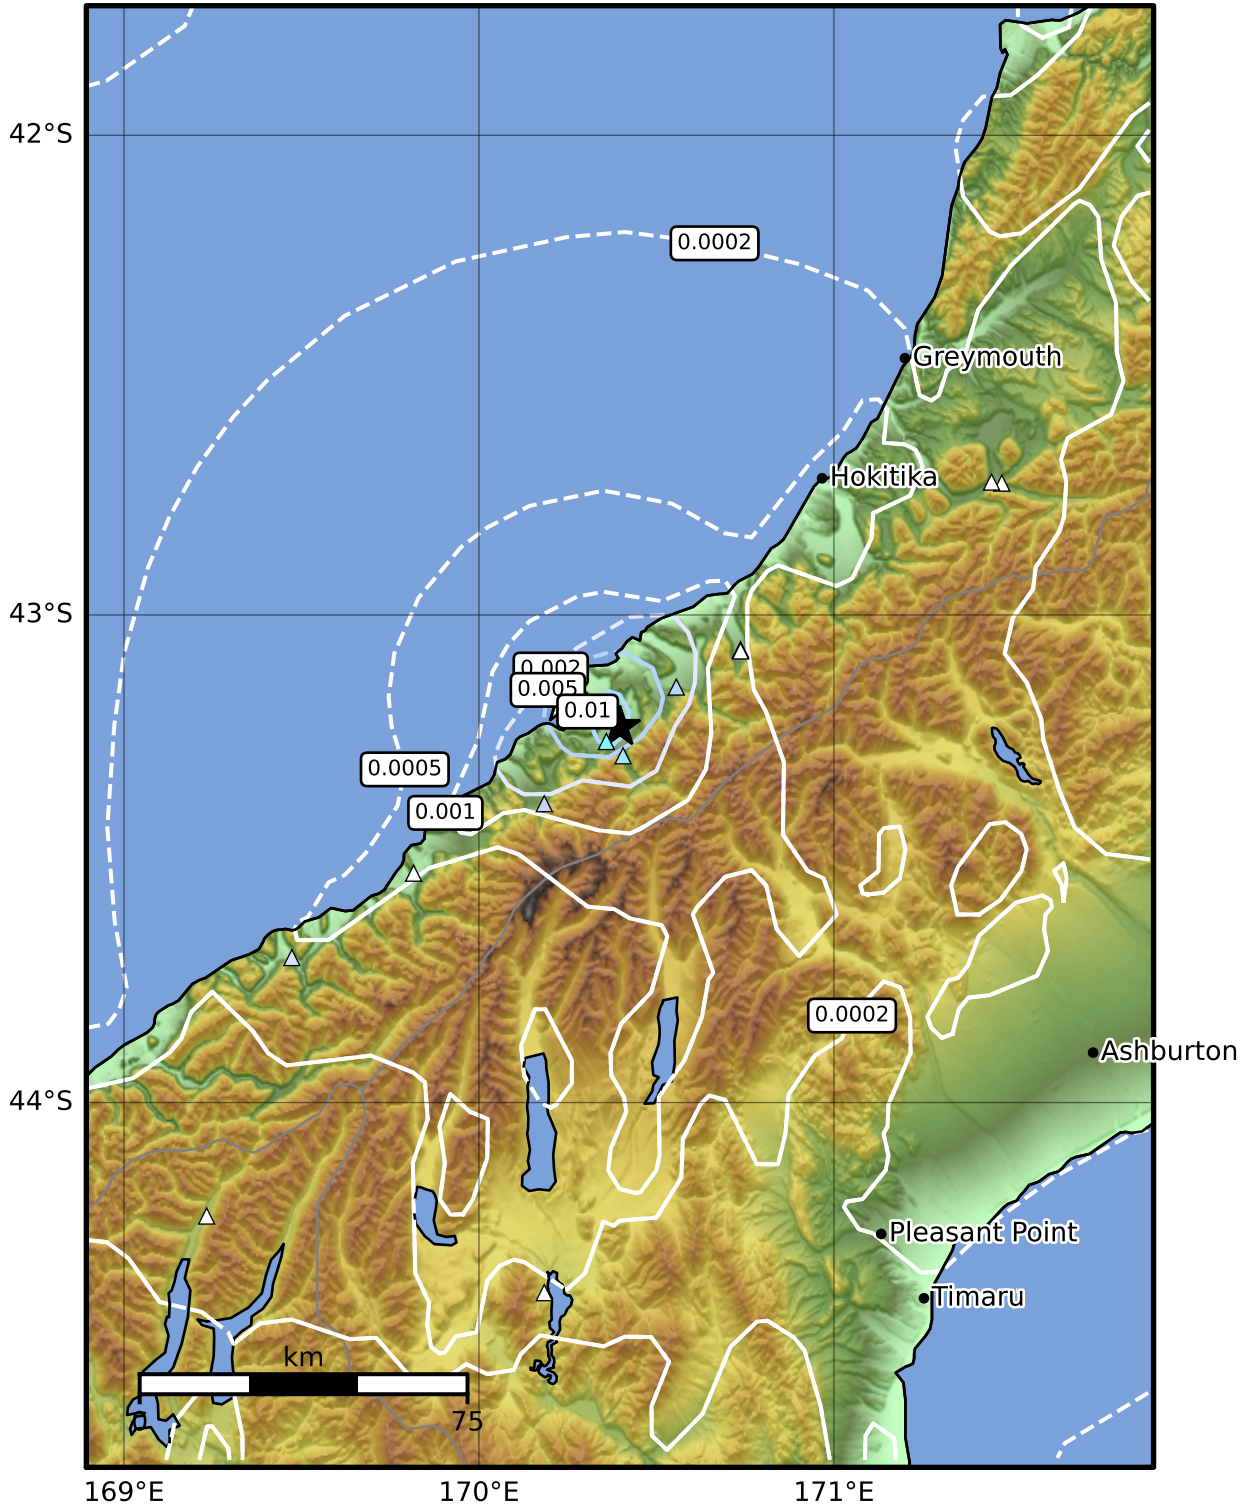 42°S
0.0002
Greymouth
Hokitika
43°S
0.002
0.005
0.01
0.0005
0.001
0.0002
Ashburton
44°S
Pleasant Point
Timaru
km
75
169°E
170°E
171°E